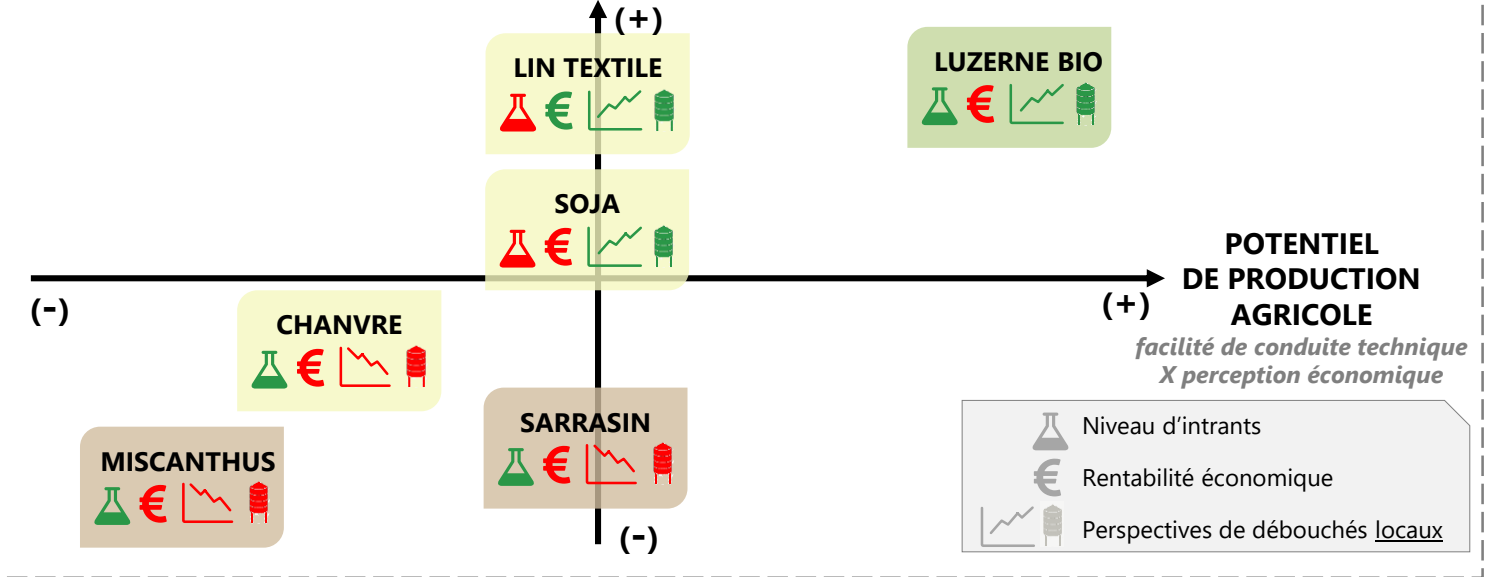 (+)
LIN TEXTILE
€
LUZERNE BIO
€
SOJA
€
(-)
(+)
POTENTIEL
DE PRODUCTION
AGRICOLE
facilité de conduite technique
X perception économique
CHANVRE
€
SARRASIN
€
MISCANTHUS
€
(-)
Niveau d'intrants
€ Rentabilité économique
Perspectives de débouchés locaux